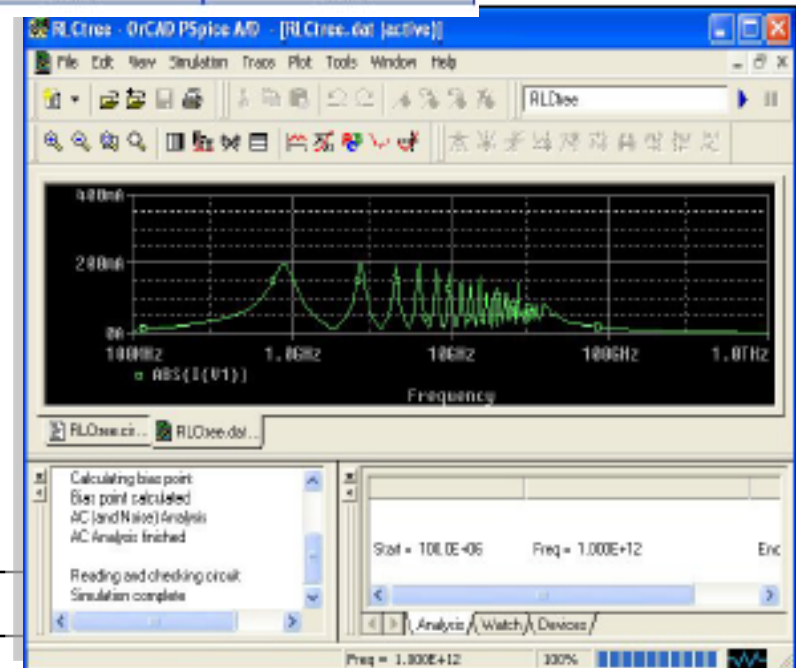 RLCtree - OrCAD PSpice A/D - [RLCtree.dat (active)]
File Edit View Simulation Trace Plot Tools Window Help
RLCtree
400mA
200mA
0A
100MHz 1.0GHz 10GHz 100GHz 1.0THz
ABS(I(V1))
Frequency
RLCtree.cir... RLCtree.dat...
Calculating bias point
Bias point calculated
AC (and Noise) Analysis
AC Analysis finished
Reading and checking circuit
Simulation complete
Start = 100.0E+06 Freq = 1.000E+12 Enc
Analysis Watch Devices
Freq = 1.000E+12 100%